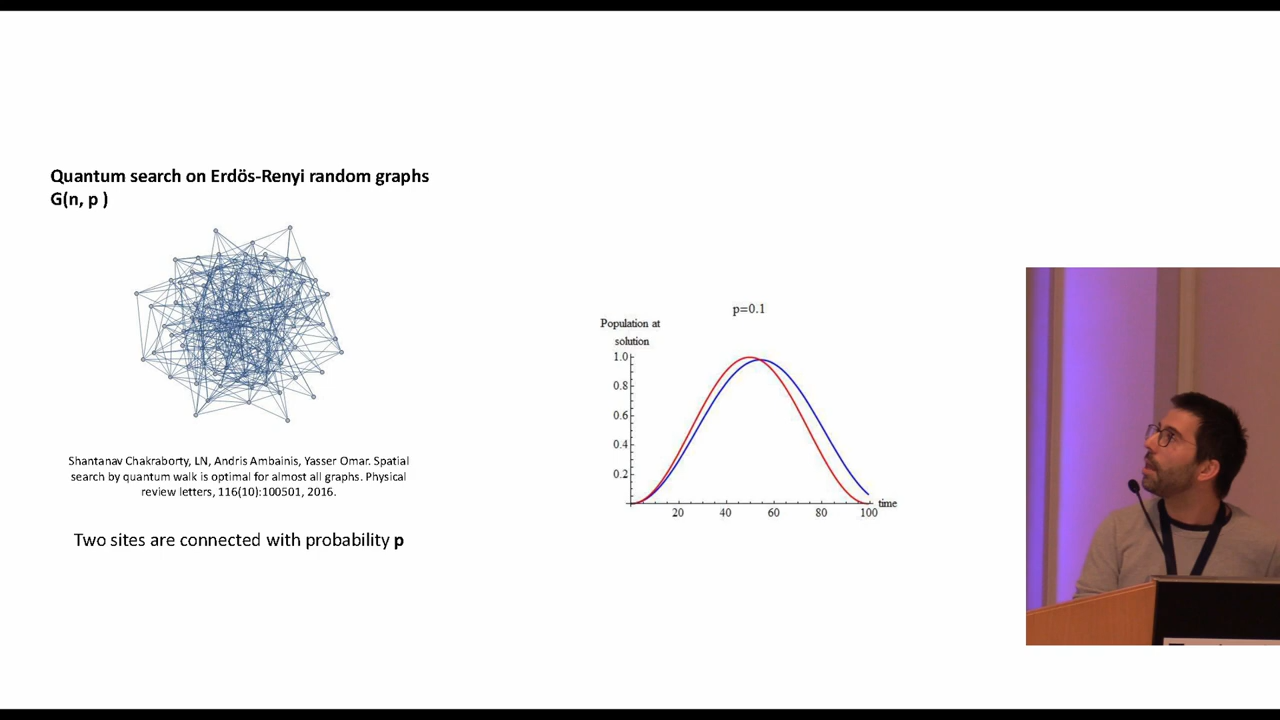 Quantum search on Erdös-Renyi random graphs
G(n, p )
Shantanav Chakraborty, LN, Andris Ambainis, Yasser Omar. Spatial
search by quantum walk is optimal for almost all graphs. Physical
review letters, 116(10):100501, 2016.
Two sites are connected with probability p
p=0.1
Population at
solution
1.0
0.8
0.6
0.4
0.2
20 40 60 80 100 time